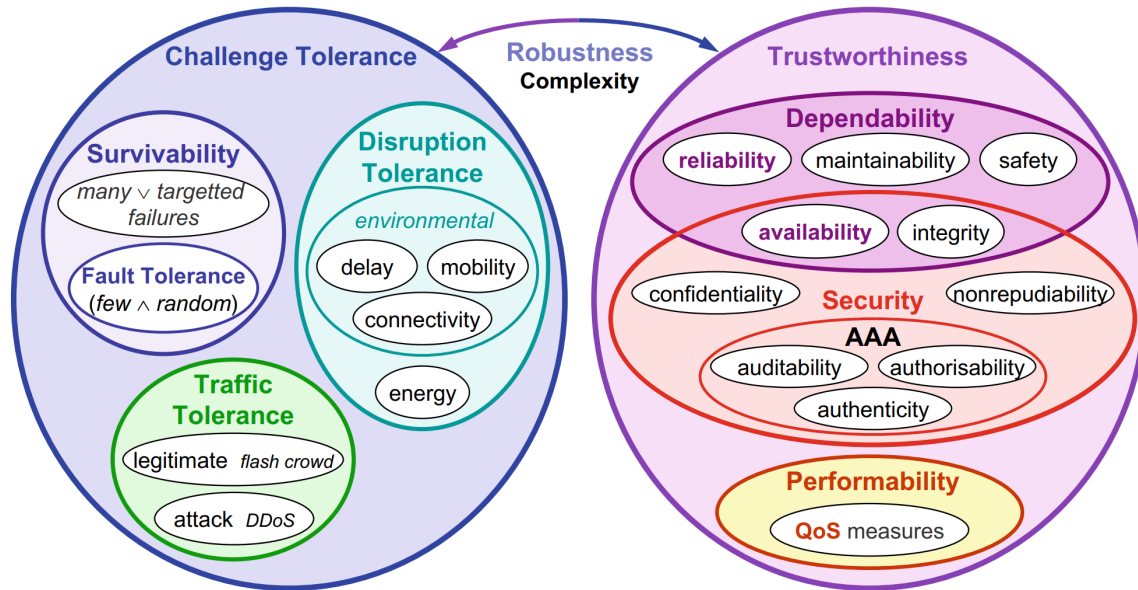 Challenge Tolerance
Robustness
Complexity
Trustworthiness
Survivability
many ∨ targetted
failures
Fault Tolerance
(few ∧ random)
Disruption
Tolerance
environmental
delay
mobility
connectivity
energy
Traffic
Tolerance
legitimate flash crowd
attack DDoS
Dependability
reliability
maintainability
safety
availability
integrity
confidentiality
Security
nonrepudiability
AAA
auditability
authorisability
authenticity
Performability
QoS measures